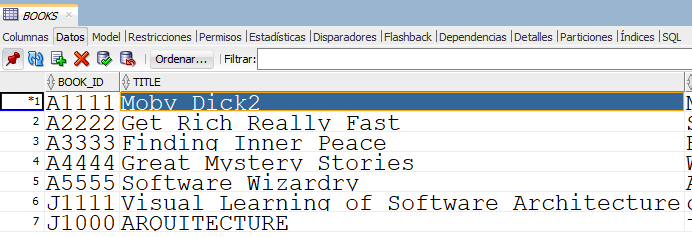 BOOKS
Columnas Datos Model Restricciones Permisos Estadísticas Disparadores Flashback Dependencias Detalles Particiones Índices SQL
Ordenar... Filtrar:
BOOK_ID TITLE
*1 A1111 Moby Dick2
2 A2222 Get Rich Really Fast
3 A3333 Finding Inner Peace
4 A4444 Great Mystery Stories
5 A5555 Software Wizardry
6 J1111 Visual Learning of Software Architecture
7 J1000 ARQUITECTURE